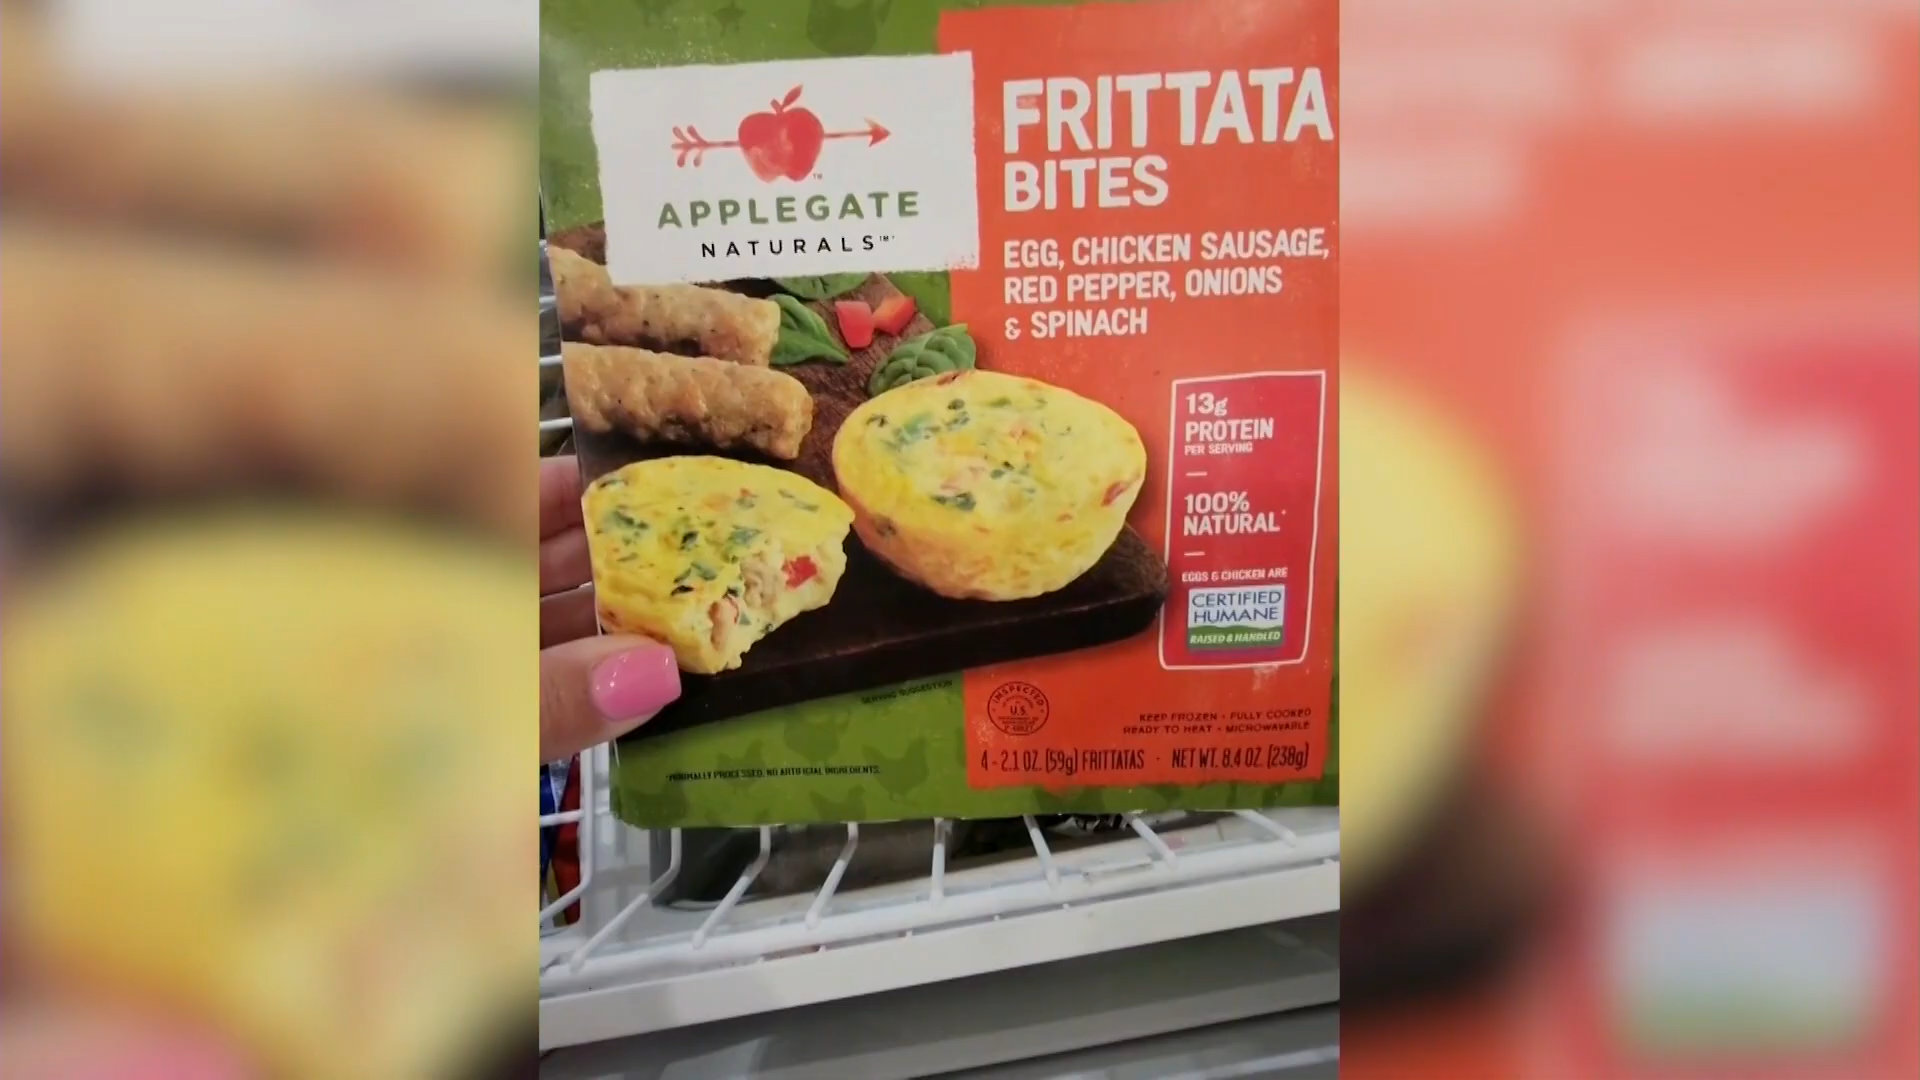 APPLEGATE
NATURALS™
FRITTATA
BITES
EGG, CHICKEN SAUSAGE,
RED PEPPER, ONIONS
& SPINACH
13g
PROTEIN
PER SERVING
100%
NATURAL*
EGGS & CHICKEN ARE
CERTIFIED
HUMANE
RAISED & HANDLED
SERVING SUGGESTION
INSPECTED
U.S.
KEEP FROZEN · FULLY COOKED
READY TO HEAT · MICROWAVABLE
4 - 2.1 OZ. (59g) FRITTATAS · NET WT. 8.4 OZ. (238g)
*MINIMALLY PROCESSED. NO ARTIFICIAL INGREDIENTS.